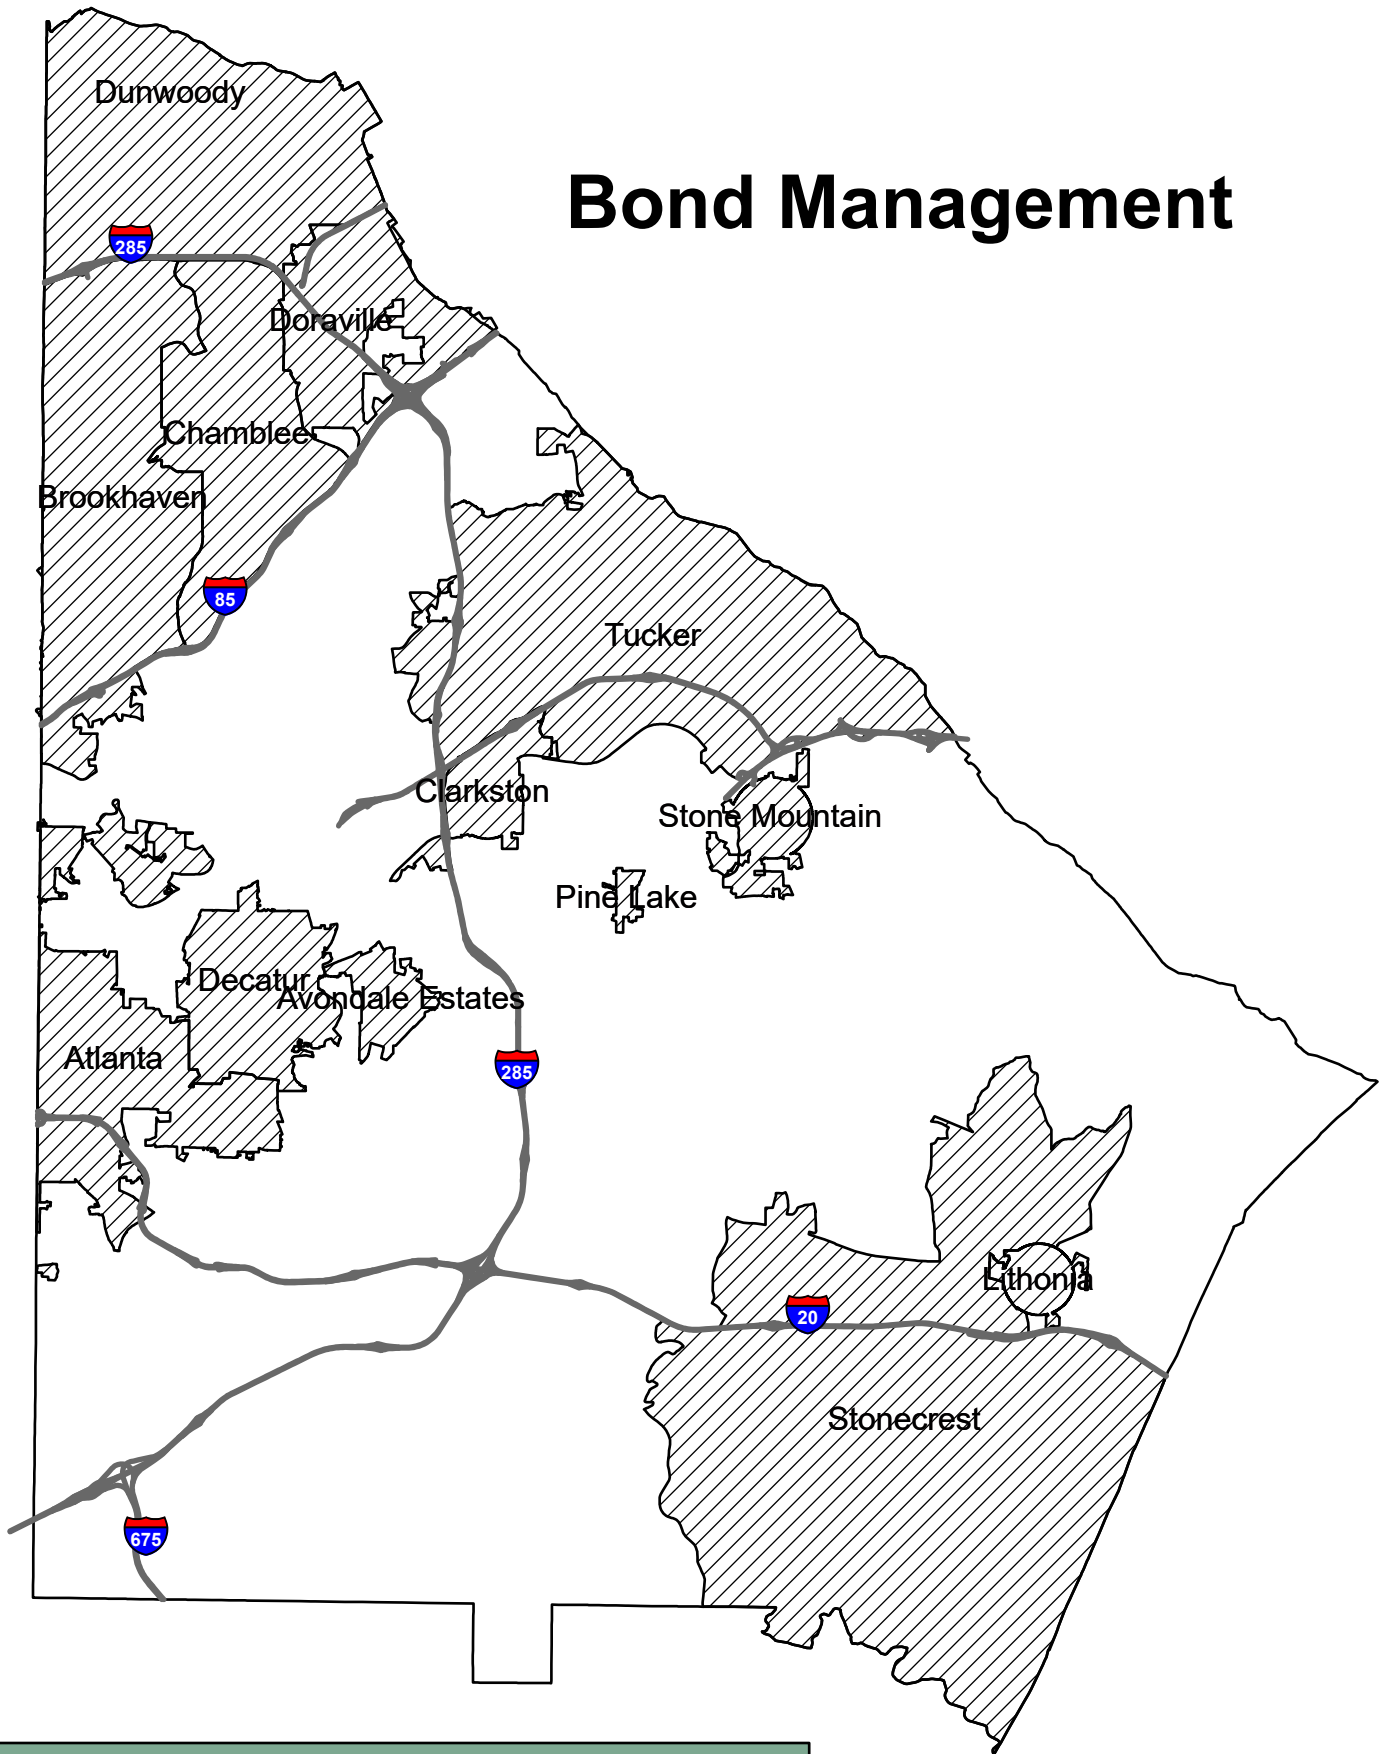 Dunwoody
Bond Management
285
Doraville
Chamblee
Brookhaven
85
Tucker
Clarkston
Stone Mountain
Pine Lake
Decatur
Avondale Estates
Atlanta
285
Lithonia
20
Stonecrest
675